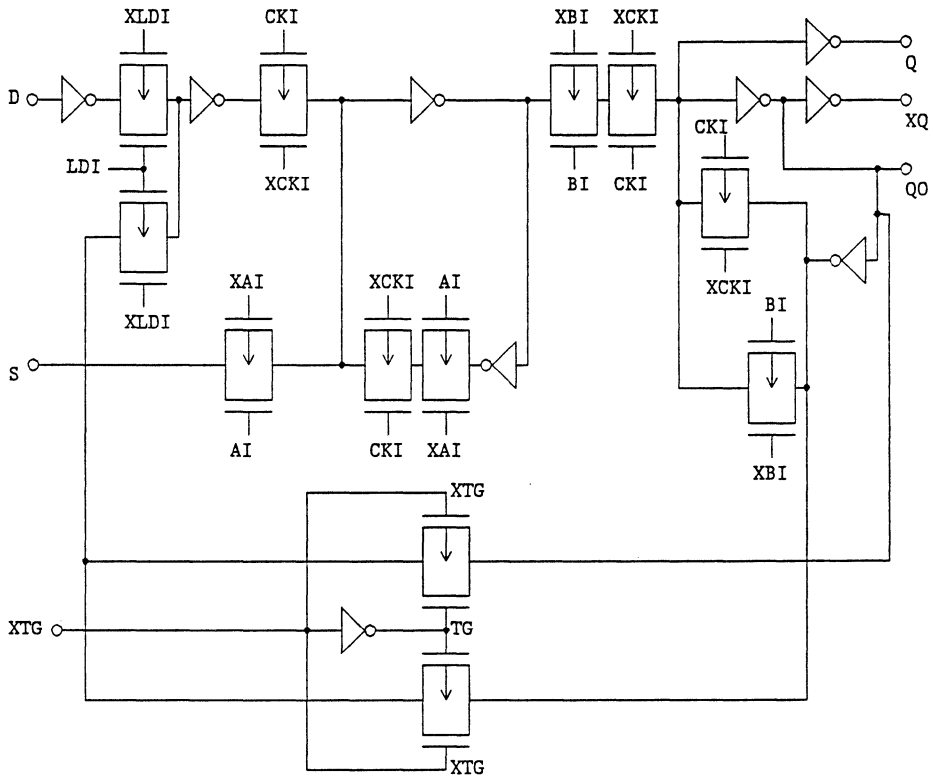 XLDI CKI XBI XCKI
Q
D
XQ
CKI
LDI
XCKI BI CKI
QO
XAI XCKI AI XCKI
BI
XLDI
S
AI CKI XAI
XBI
XTG
XTG TG
XTG